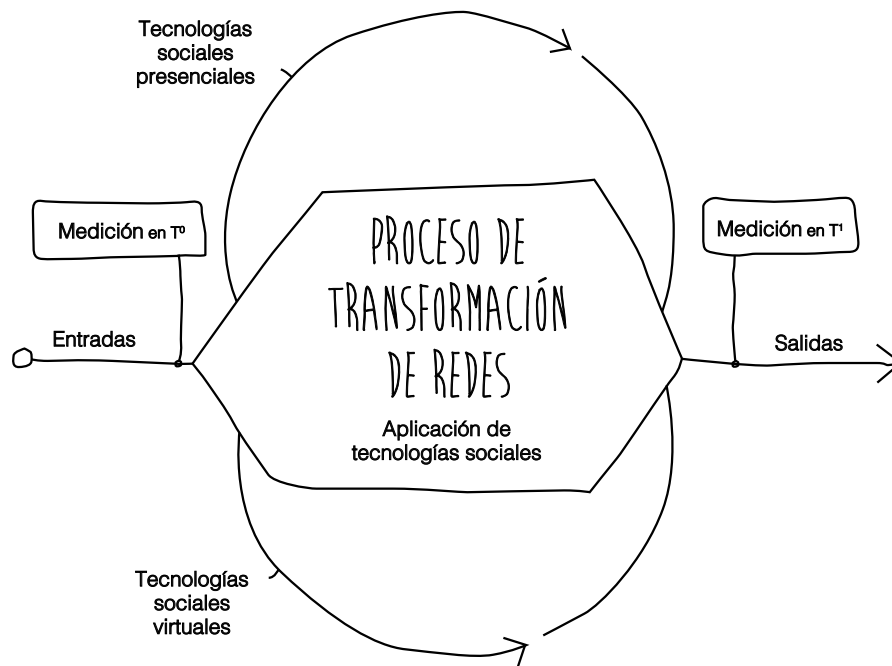 Tecnologías
sociales
presenciales
Medición en T⁰
Medición en T¹
PROCESO DE
TRANSFORMACIÓN
DE REDES
Entradas
Salidas
Aplicación de
tecnologías sociales
Tecnologías
sociales
virtuales